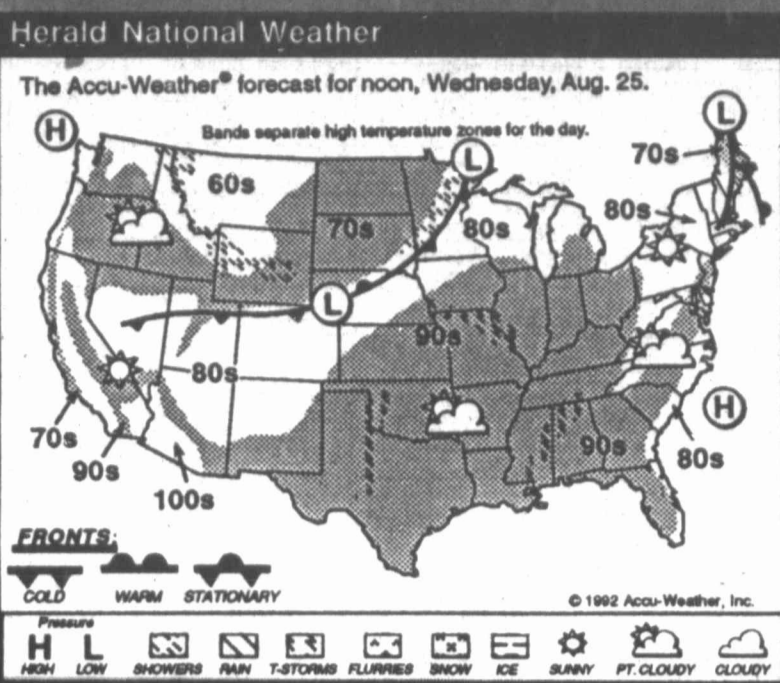 Herald National Weather
The Accu-Weather® forecast for noon, Wednesday, Aug. 25.
H
L
Bands separate high temperature zones for the day.
L
70s
60s
80s
70s
80s
L
90s
80s
H
70s
90s
80s
90s
100s
FRONTS:
COLD WARM STATIONARY
© 1992 Accu-Weather, Inc.
Pressure
H L
HIGH LOW SHOWERS RAIN T-STORMS FLURRIES SNOW ICE SUNNY PT. CLOUDY CLOUDY